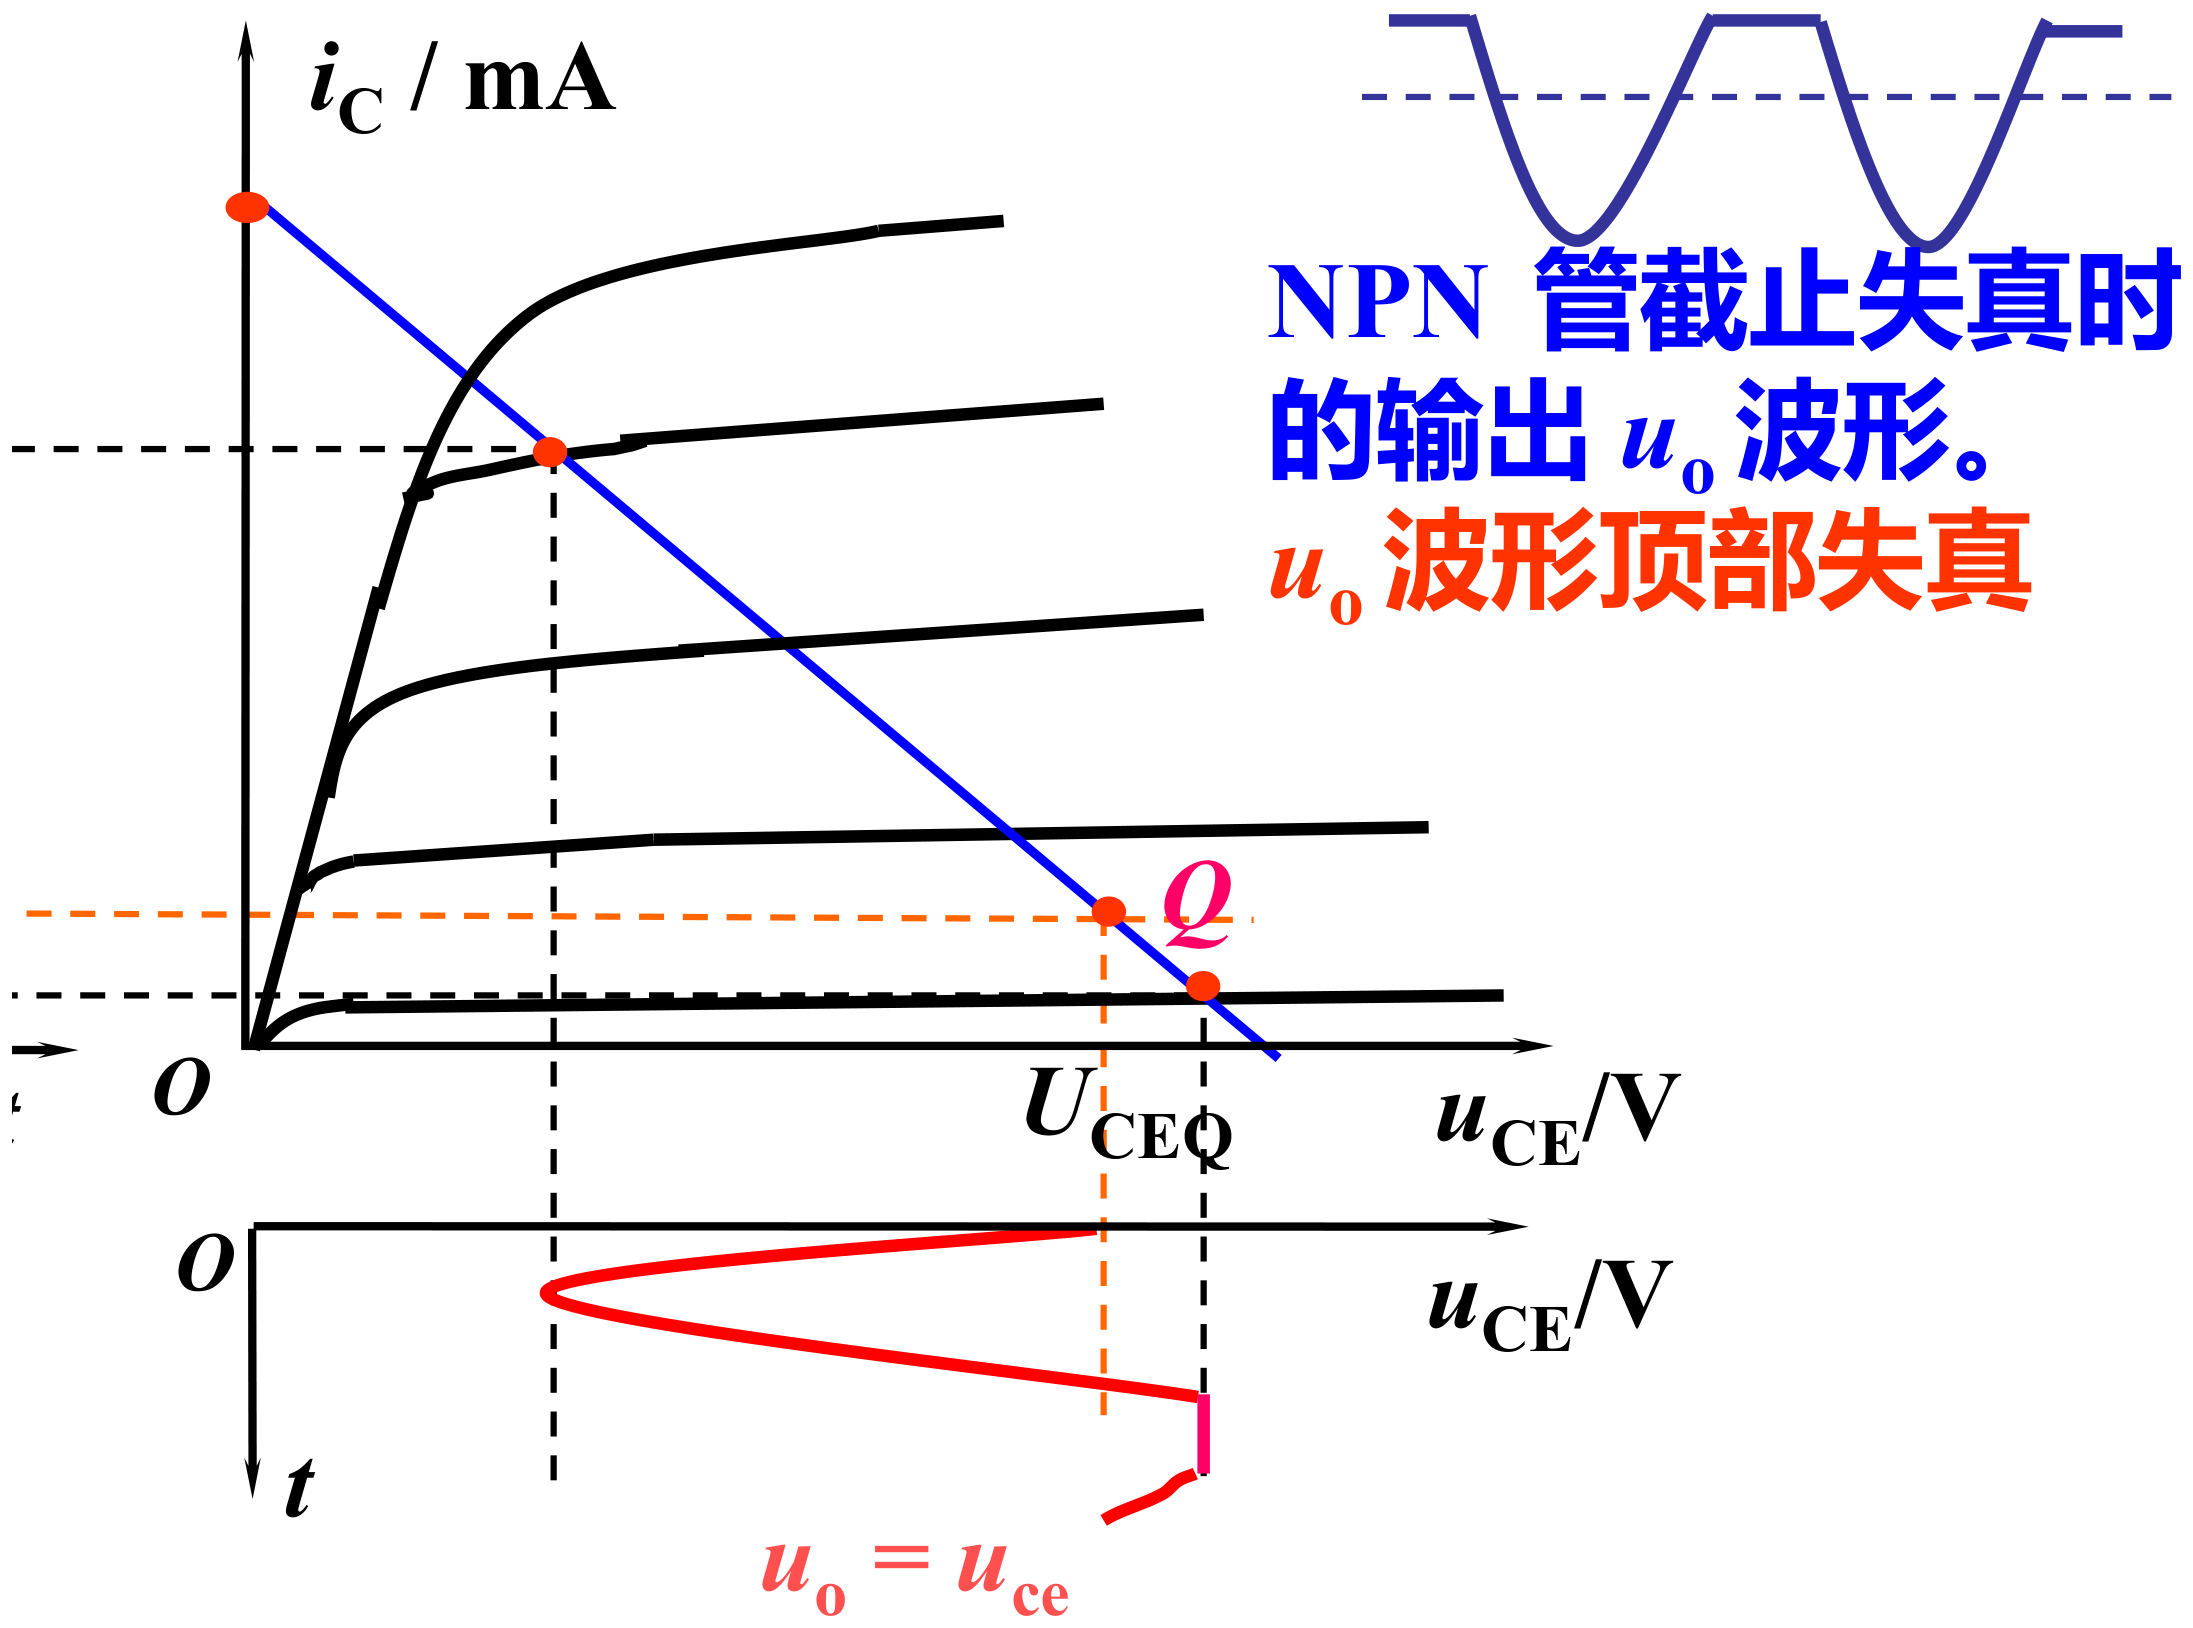 iC / mA
NPN 管截止失真时
的输出 uo 波形。
uo 波形顶部失真
Q
O
UCEQ
uCE/V
t
O
uCE/V
t
uo = uce